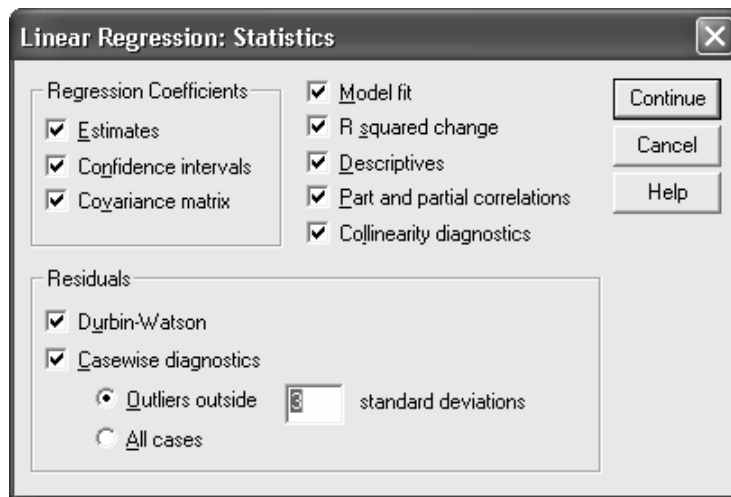 Linear Regression: Statistics
Regression Coefficients
Estimates
Confidence intervals
Covariance matrix
Model fit
R squared change
Descriptives
Part and partial correlations
Collinearity diagnostics
Continue
Cancel
Help
Residuals
Durbin-Watson
Casewise diagnostics
Outliers outside 3 standard deviations
All cases